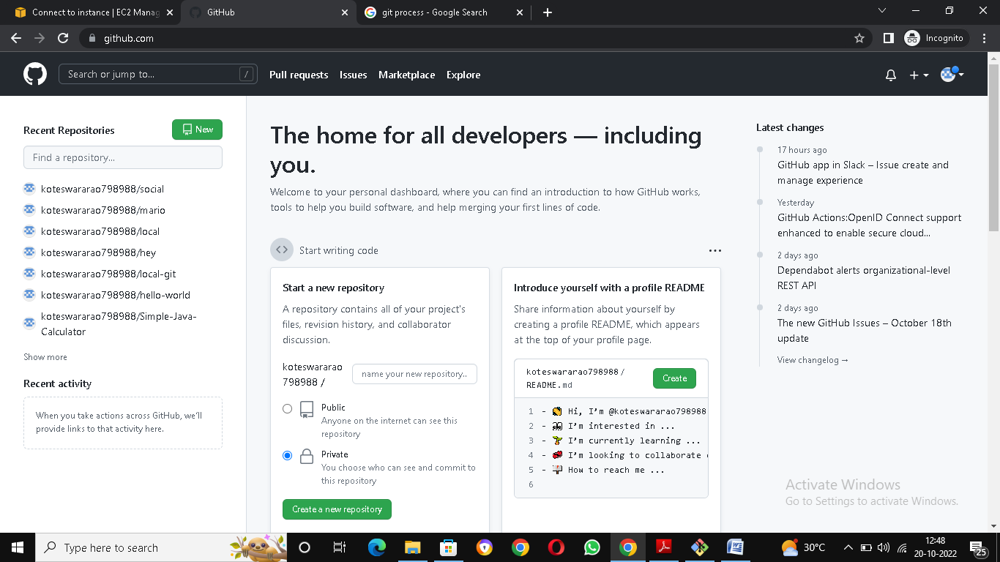 Connect to instance | EC2 Manag
GitHub
git process - Google Search
github.com
Incognito
Search or jump to...
/
Pull requests
Issues
Marketplace
Explore
Recent Repositories
New
Find a repository...
koteswararao798988/social
koteswararao798988/mario
koteswararao798988/local
koteswararao798988/hey
koteswararao798988/local-git
koteswararao798988/hello-world
koteswararao798988/Simple-Java-
Calculator
Show more
Recent activity
When you take actions across GitHub, we'll
provide links to that activity here.
The home for all developers — including
you.
Welcome to your personal dashboard, where you can find an introduction to how GitHub works,
tools to help you build software, and help merging your first lines of code.
<> Start writing code
...
Start a new repository
A repository contains all of your project's
files, revision history, and collaborator
discussion.
koteswararao
798988 /
name your new repository..
Public
Anyone on the internet can see this
repository
Private
You choose who can see and commit to
this repository
Create a new repository
Introduce yourself with a profile README
Share information about yourself by
creating a profile README, which appears
at the top of your profile page.
koteswararao798988 /
README.md
Create
1 - 👋 Hi, I'm @koteswararao798988
2 - 👀 I'm interested in ...
3 - 🌱 I'm currently learning ...
4 - 💞️ I'm looking to collaborate
5 - 📫 How to reach me ...
6
Latest changes
17 hours ago
GitHub app in Slack – Issue create and
manage experience
Yesterday
GitHub Actions:OpenID Connect support
enhanced to enable secure cloud...
2 days ago
Dependabot alerts organizational-level
REST API
2 days ago
The new GitHub Issues – October 18th
update
View changelog →
Activate Windows
Go to Settings to activate Windows.
Type here to search
30°C
12:48
20-10-2022
25